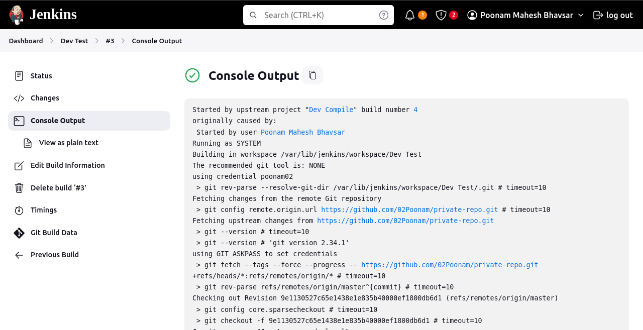 Jenkins
Search (CTRL+K)
1
2
Poonam Mahesh Bhavsar
log out
Dashboard > Dev Test > #3 > Console Output
Status
Changes
Console Output
View as plain text
Edit Build Information
Delete build '#3'
Timings
Git Build Data
Previous Build
Console Output
Started by upstream project "Dev Compile" build number 4
originally caused by:
Started by user Poonam Mahesh Bhavsar
Running as SYSTEM
Building in workspace /var/lib/jenkins/workspace/Dev Test
The recommended git tool is: NONE
using credential poonam02
> git rev-parse --resolve-git-dir /var/lib/jenkins/workspace/Dev Test/.git # timeout=10
Fetching changes from the remote Git repository
> git config remote.origin.url https://github.com/02Poonam/private-repo.git # timeout=10
Fetching upstream changes from https://github.com/02Poonam/private-repo.git
> git --version # timeout=10
> git --version # 'git version 2.34.1'
using GIT_ASKPASS to set credentials
> git fetch --tags --force --progress -- https://github.com/02Poonam/private-repo.git
+refs/heads/*:refs/remotes/origin/* # timeout=10
> git rev-parse refs/remotes/origin/master^{commit} # timeout=10
Checking out Revision 9e1130527c65e1438e1e835b40000ef1800db6d1 (refs/remotes/origin/master)
> git config core.sparsecheckout # timeout=10
> git checkout -f 9e1130527c65e1438e1e835b40000ef1800db6d1 # timeout=10